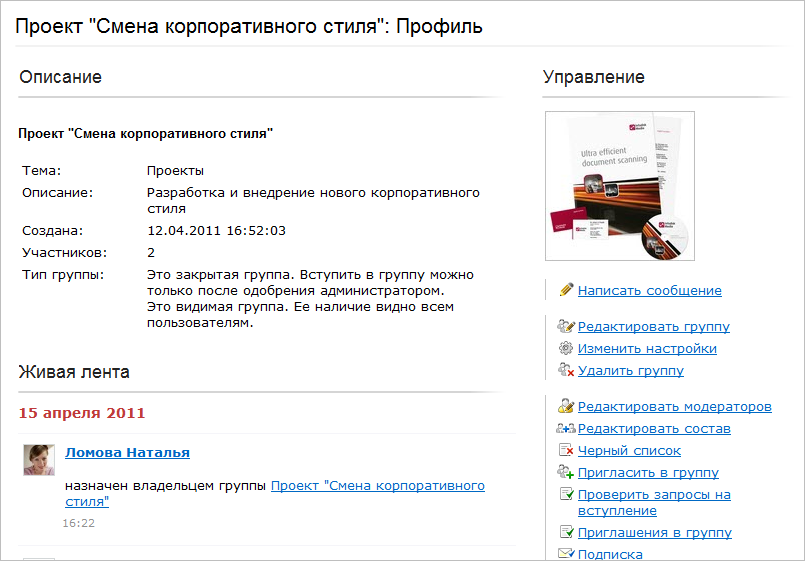 Проект "Смена корпоративного стиля": Профиль
Описание
Проект "Смена корпоративного стиля"
Тема: Проекты
Описание: Разработка и внедрение нового корпоративного
стиля
Создана: 12.04.2011 16:52:03
Участников: 2
Тип группы: Это закрытая группа. Вступить в группу можно
только после одобрения администратором.
Это видимая группа. Ее наличие видно всем
пользователям.
Живая лента
15 апреля 2011
Ломова Наталья
назначен владельцем группы Проект "Смена корпоративного
стиля"
16:22
Управление
Ultra efficient
document scanning
Написать сообщение
Редактировать группу
Изменить настройки
Удалить группу
Редактировать модераторов
Редактировать состав
Черный список
Пригласить в группу
Проверить запросы на
вступление
Приглашения в группу
Подписка